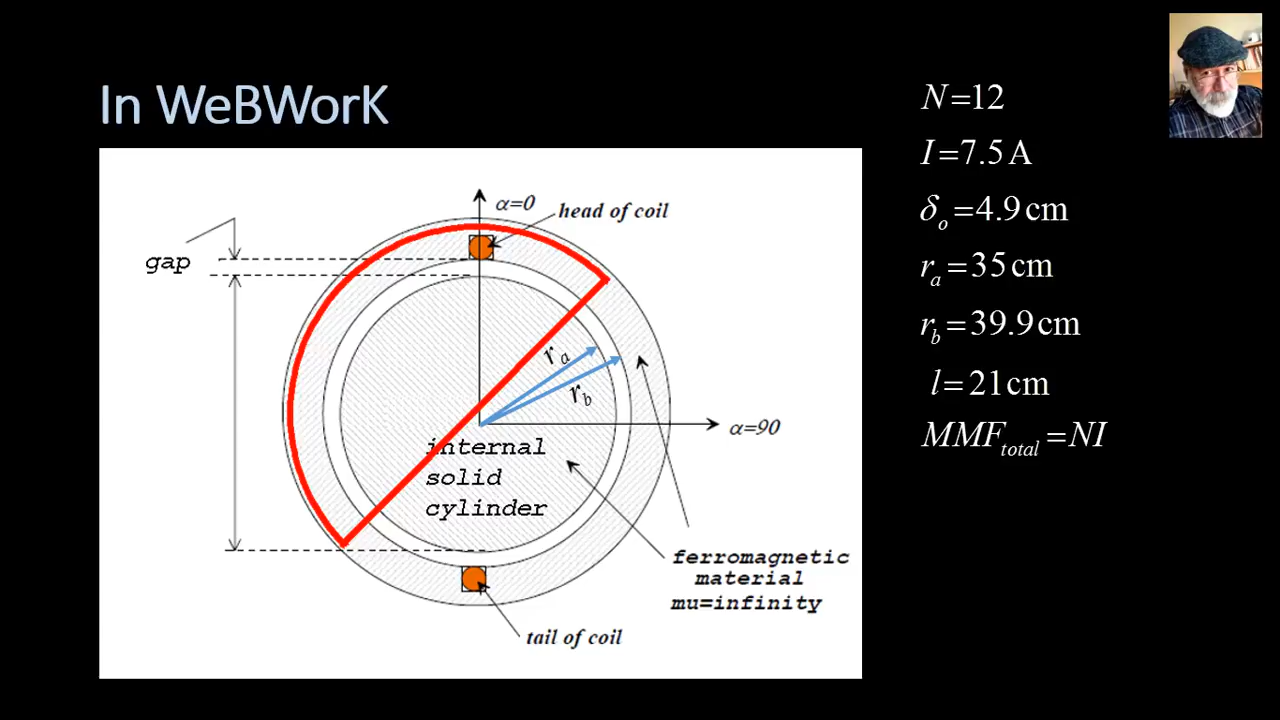 In WeBWorK
α=0
head of coil
gap
r_a
r_b
α=90
internal
solid
cylinder
ferromagnetic
material
mu=infinity
tail of coil
N=12
I=7.5 A
δ_o=4.9 cm
r_a=35 cm
r_b=39.9 cm
l=21 cm
MMF_total=NI